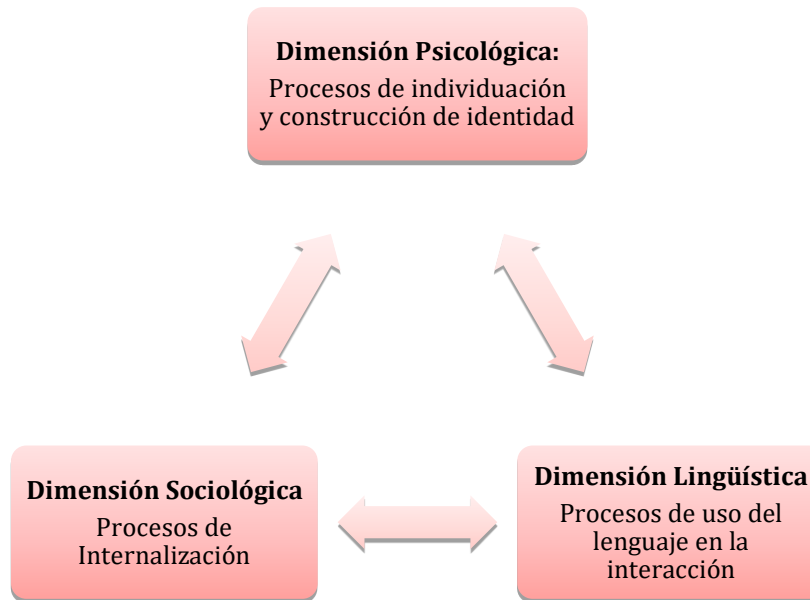 Dimensión Psicológica:
Procesos de individuación
y construcción de identidad
Dimensión Sociológica
Procesos de
Internalización
Dimensión Lingüística
Procesos de uso del
lenguaje en la
interacción